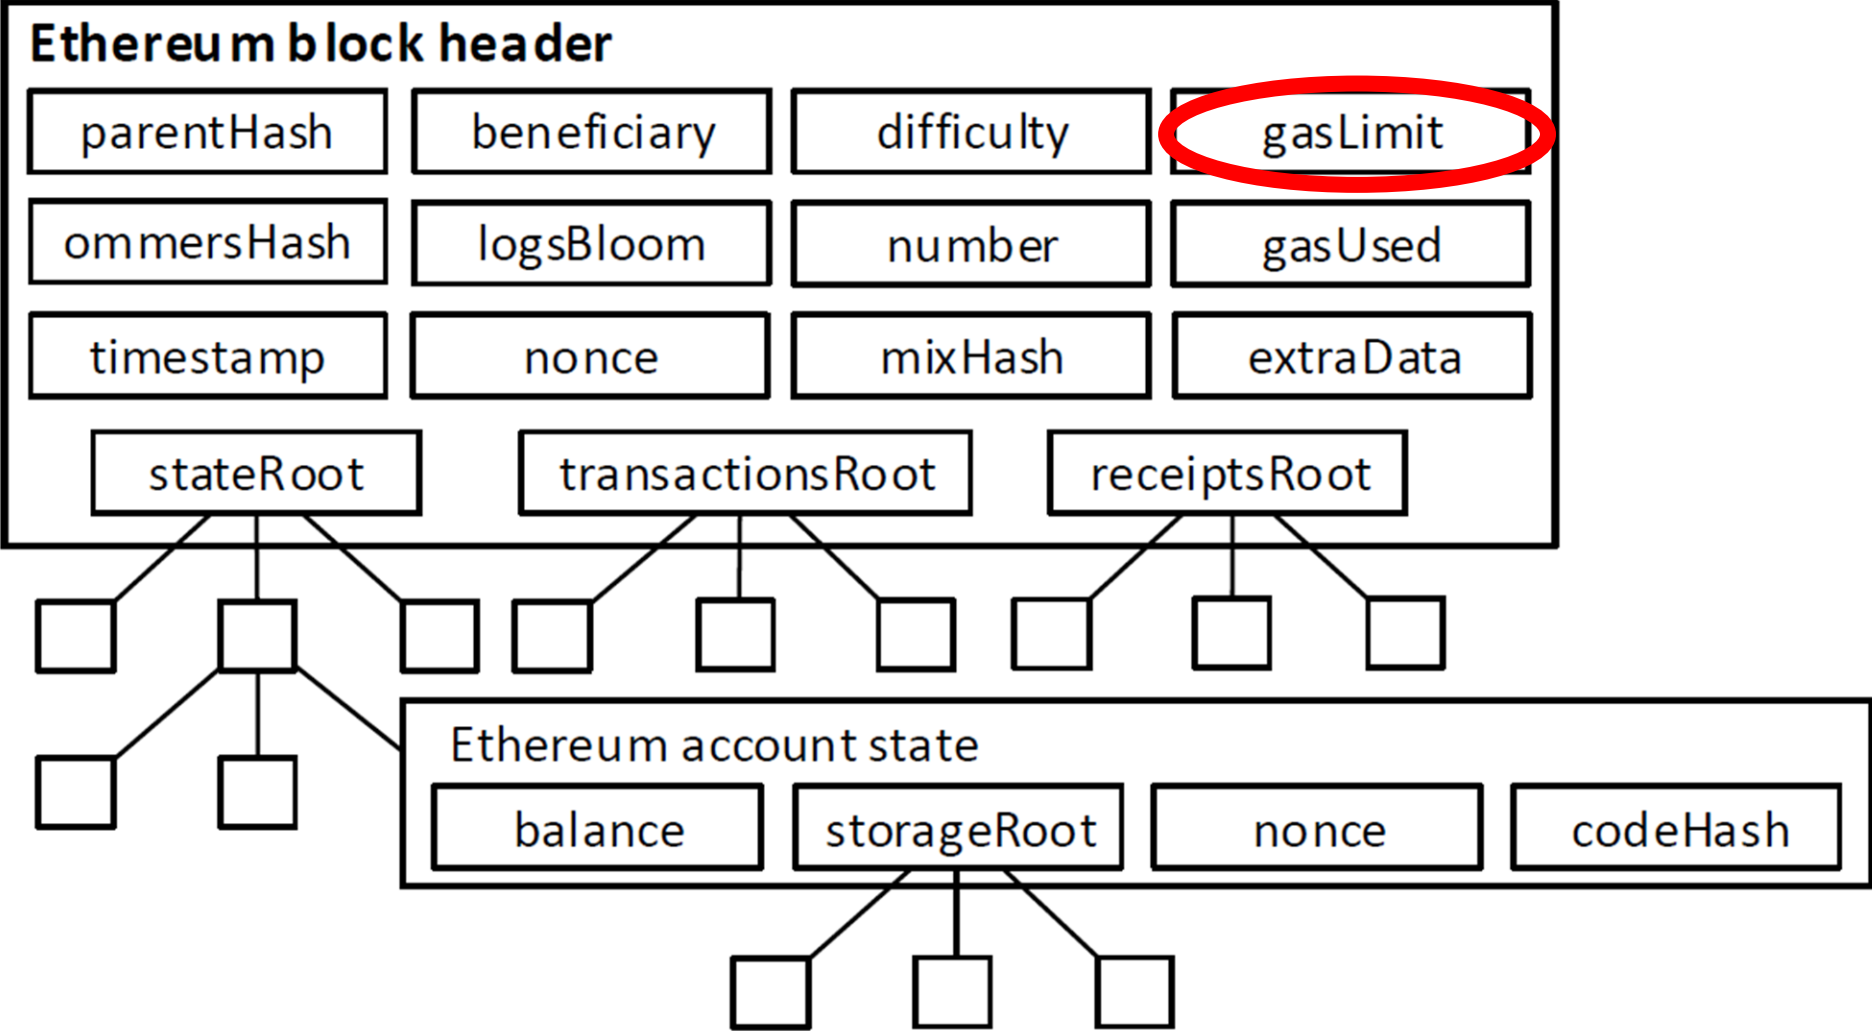 Ethereum block header
parentHash beneficiary difficulty gasLimit
ommersHash logsBloom number gasUsed
timestamp nonce mixHash extraData
stateRoot transactionsRoot receiptsRoot
Ethereum account state
balance storageRoot nonce codeHash